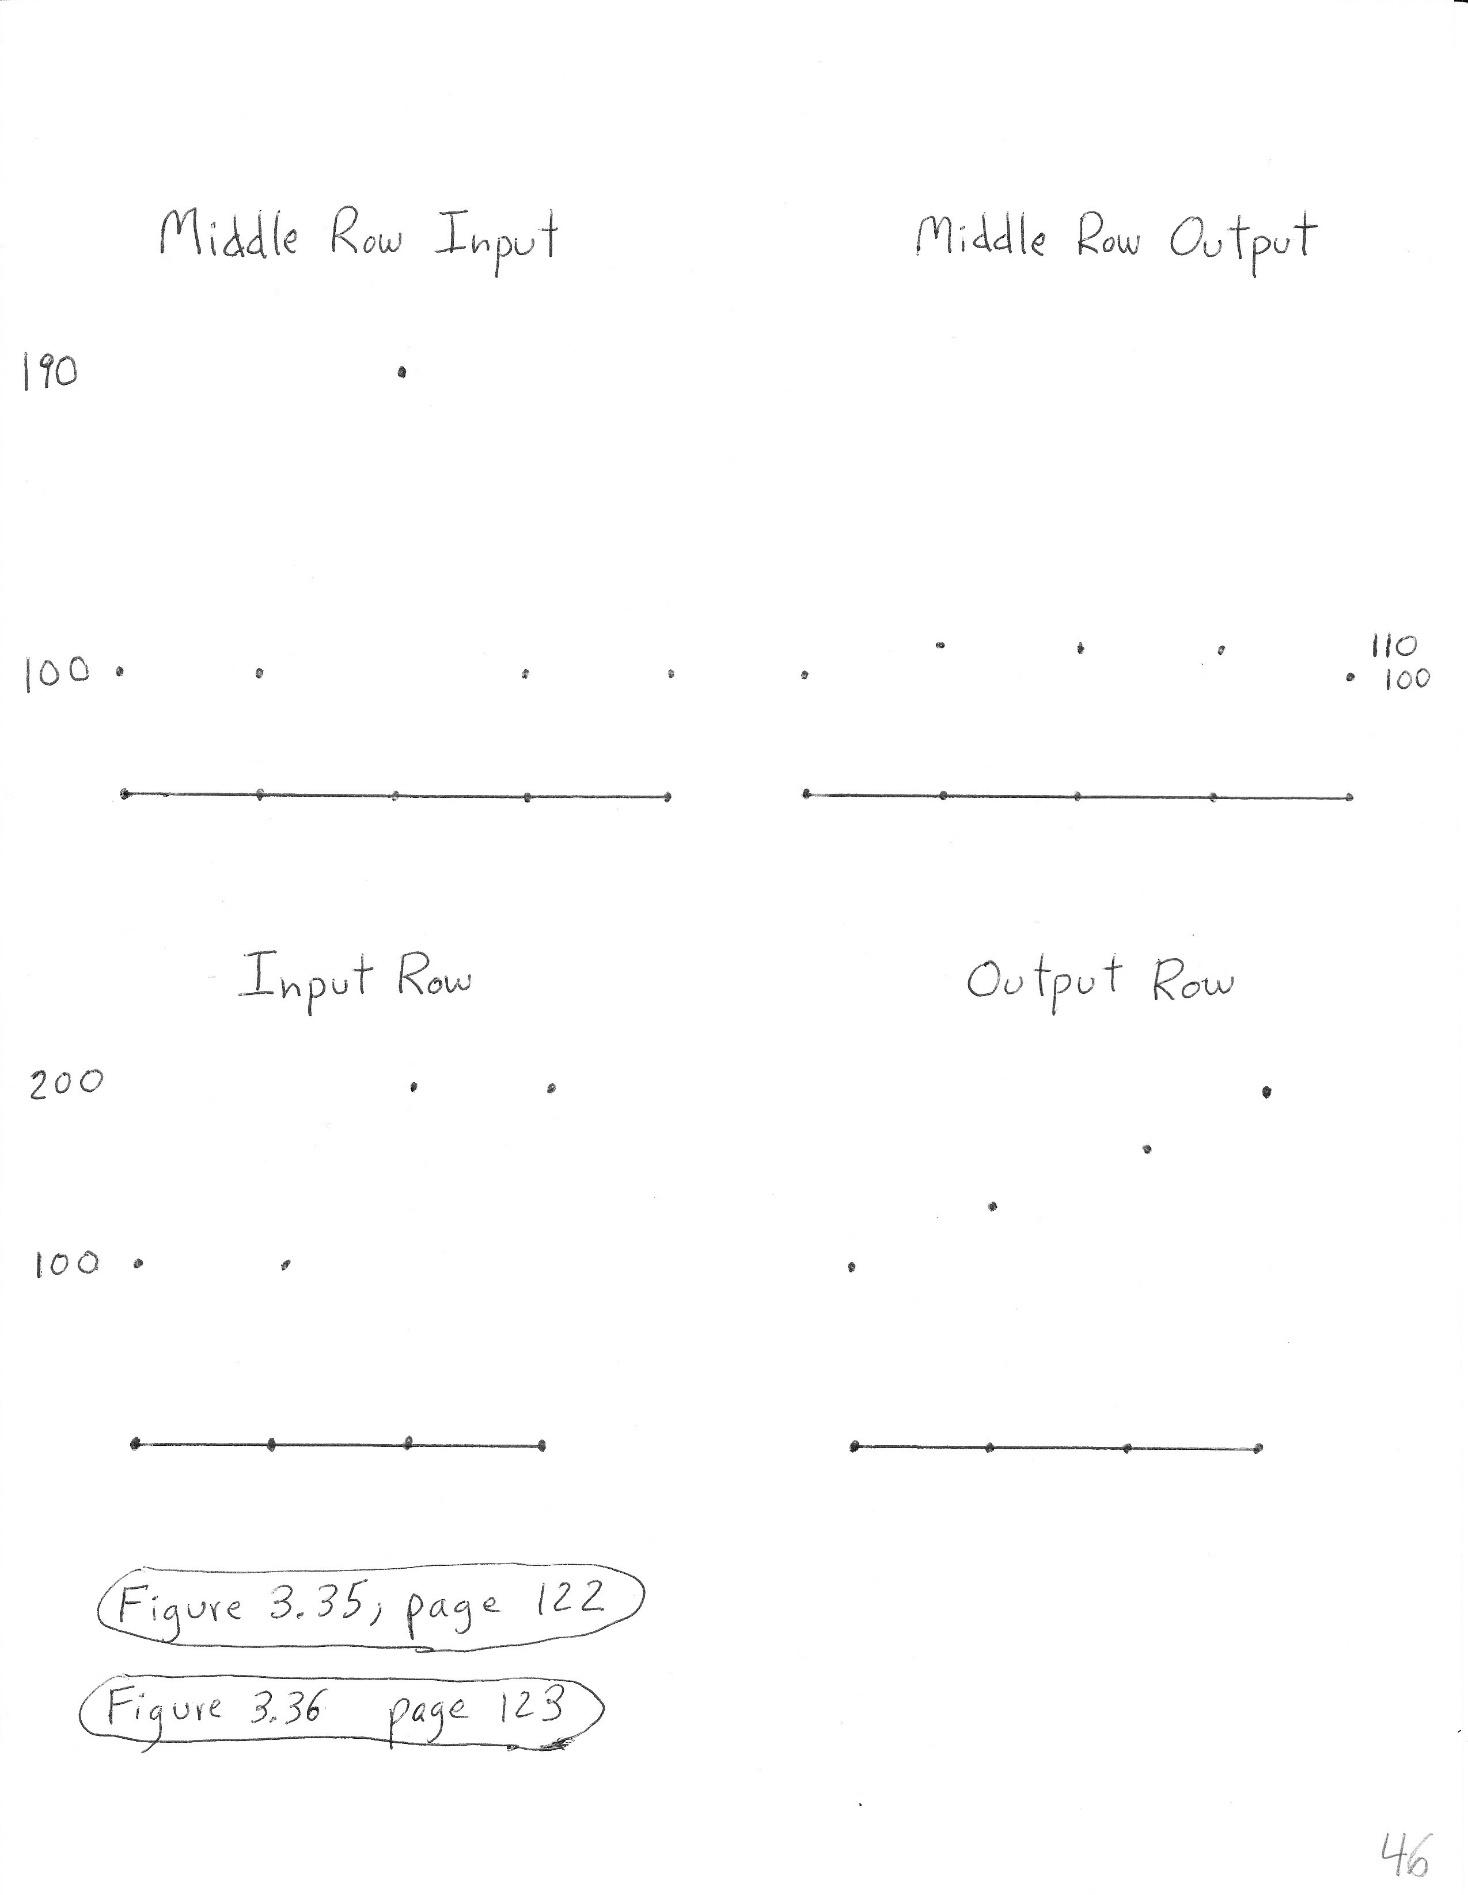 Middle Row Input
Middle Row Output
190
100
110
100
Input Row
Output Row
200
100
Figure 3.35, page 122
Figure 3.36 page 123
46